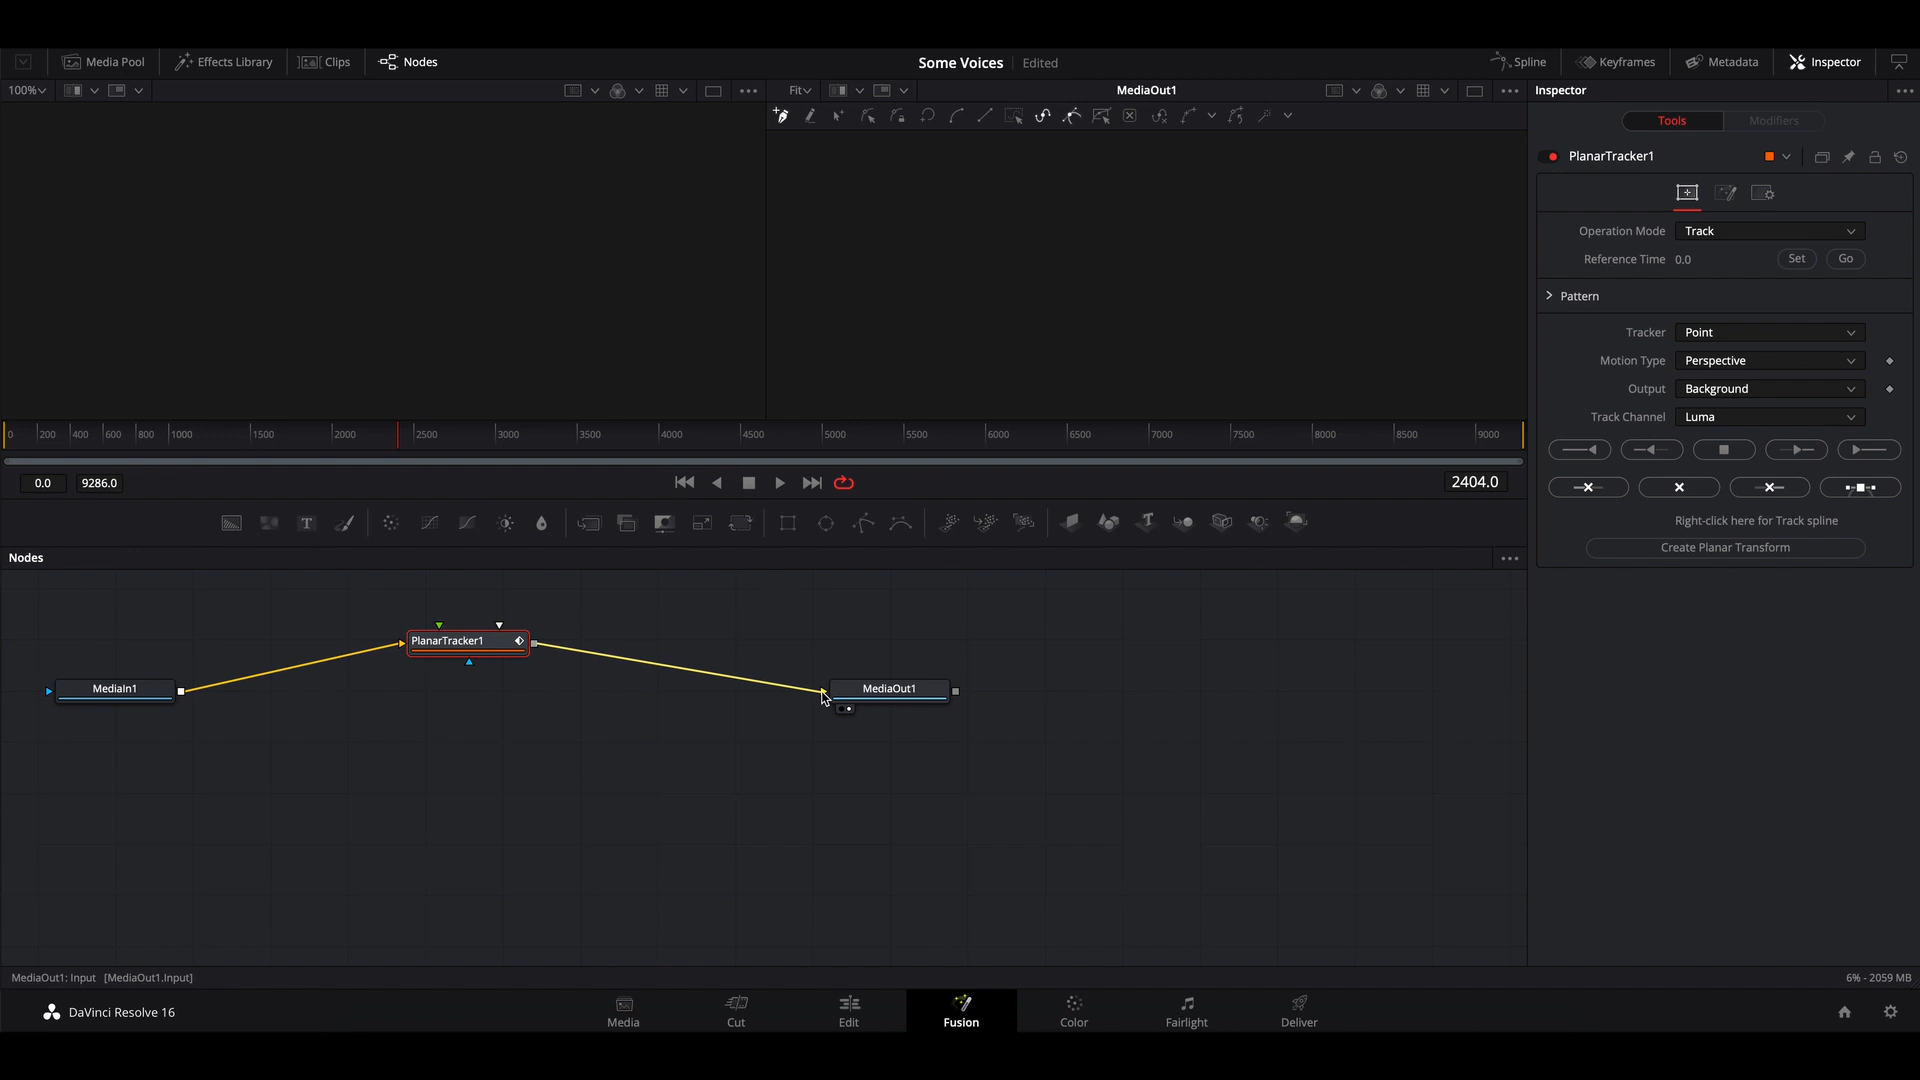 Media Pool
Effects Library
Clips
Nodes
Some Voices
Edited
Spline
Keyframes
Metadata
Inspector
100%
Fit
MediaOut1
Inspector
Tools
Modifiers
PlanarTracker1
Operation Mode
Track
Reference Time
0.0
Set
Go
Pattern
Tracker
Point
Motion Type
Perspective
Output
Background
Track Channel
Luma
Right-click here for Track spline
Create Planar Transform
0
200
400
600
800
1000
1500
2000
2500
3000
3500
4000
4500
5000
5500
6000
6500
7000
7500
8000
8500
9000
0.0
9286.0
2404.0
T
T
Nodes
PlanarTracker1
MediaIn1
MediaOut1
MediaOut1: Input [MediaOut1.Input]
6% - 2059 MB
DaVinci Resolve 16
Media
Cut
Edit
Fusion
Color
Fairlight
Deliver